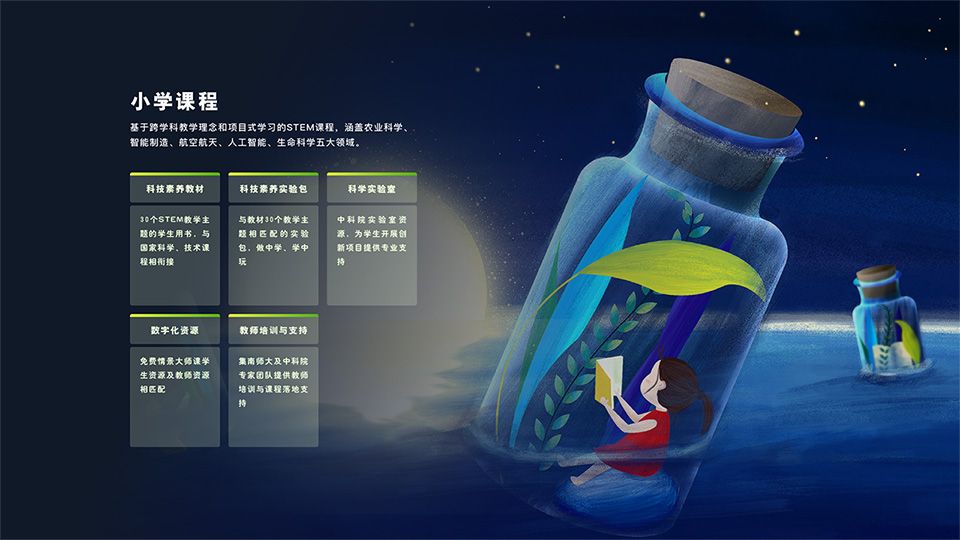 小学课程
基于跨学科教学理念和项目式学习的STEM课程，涵盖农业科学、
智能制造、航空航天、人工智能、生命科学五大领域。
科技素养教材
30个STEM教学主
题的学生用书，与
国家科学、技术课
程相衔接
科技素养实验包
与教材30个教学主
题相匹配的实验
包，做中学、学中
玩
科学实验室
中科院实验室资
源，为学生开展创
新项目提供专业支
持
数字化资源
免费情景大师课学
生资源及教师资源
相匹配
教师培训与支持
集南师大及中科院
专家团队提供教师
培训与课程落地支
持